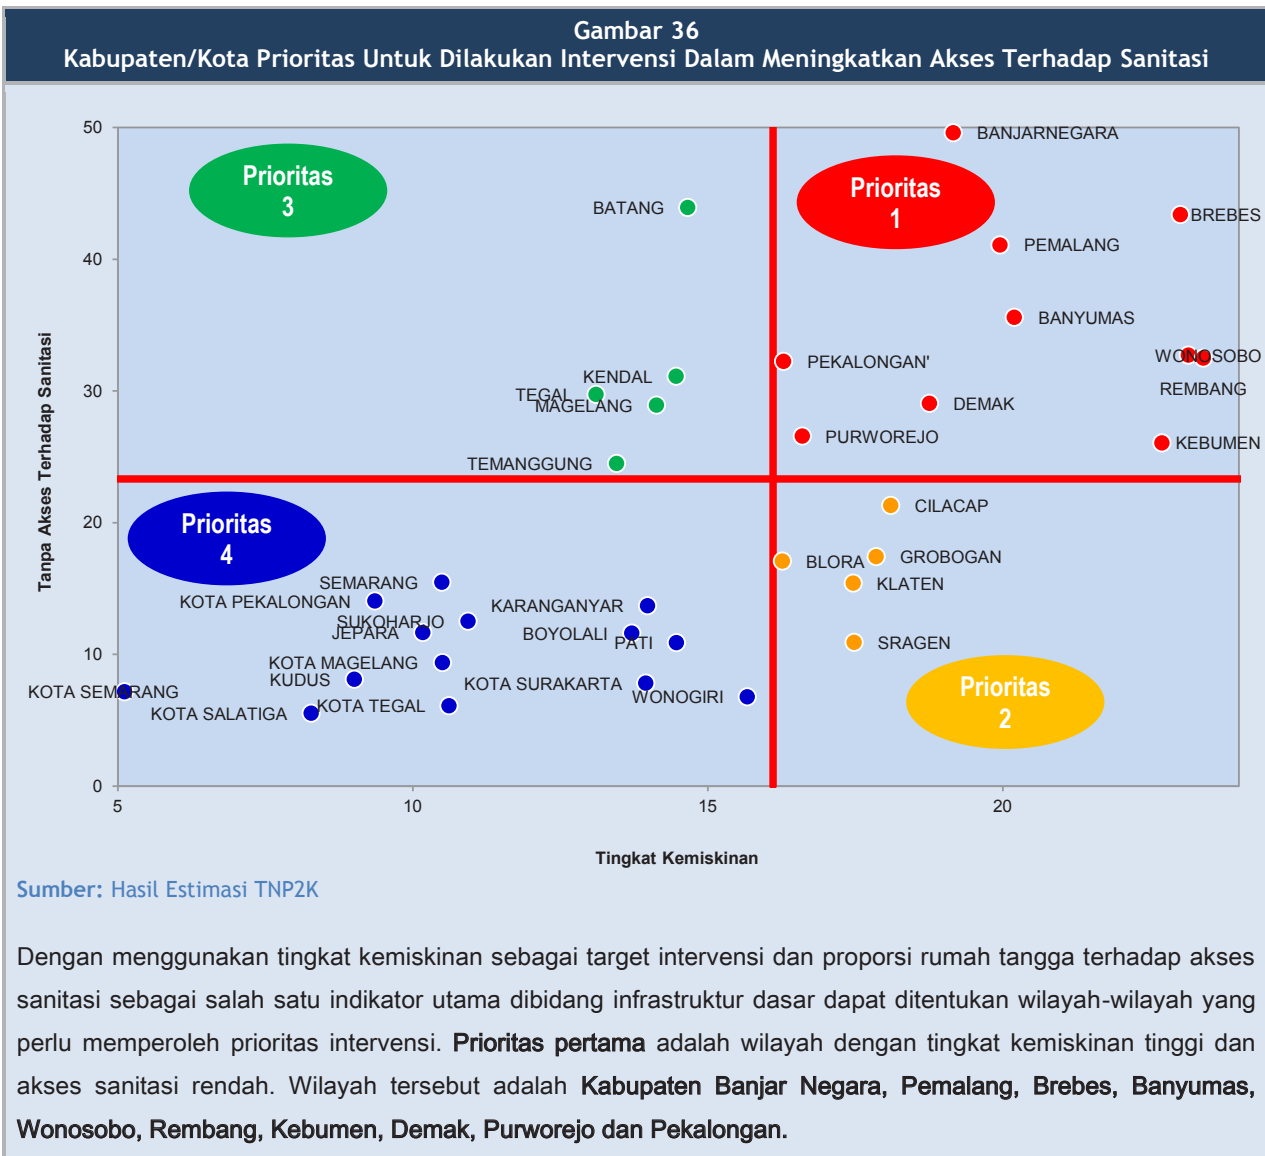 Gambar 36
Kabupaten/Kota Prioritas Untuk Dilakukan Intervensi Dalam Meningkatkan Akses Terhadap Sanitasi
50
40
30
20
10
0
5
10
15
20
Tanpa Akses Terhadap Sanitasi
Tingkat Kemiskinan
Prioritas
3
Prioritas
1
Prioritas
4
Prioritas
2
BANJARNEGARA
BATANG
BREBES
PEMALANG
BANYUMAS
WONOSOBO
PEKALONGAN'
KENDAL
REMBANG
TEGAL
MAGELANG
DEMAK
PURWOREJO
KEBUMEN
TEMANGGUNG
CILACAP
BLORA
GROBOGAN
KLATEN
SEMARANG
KOTA PEKALONGAN
KARANGANYAR
SUKOHARJO
JEPARA
BOYOLALI
PATI
SRAGEN
KOTA MAGELANG
KUDUS
KOTA SURAKARTA
KOTA SEMARANG
WONOGIRI
KOTA TEGAL
KOTA SALATIGA
Sumber: Hasil Estimasi TNP2K
Dengan menggunakan tingkat kemiskinan sebagai target intervensi dan proporsi rumah tangga terhadap akses
sanitasi sebagai salah satu indikator utama dibidang infrastruktur dasar dapat ditentukan wilayah-wilayah yang
perlu memperoleh prioritas intervensi. Prioritas pertama adalah wilayah dengan tingkat kemiskinan tinggi dan
akses sanitasi rendah. Wilayah tersebut adalah Kabupaten Banjar Negara, Pemalang, Brebes, Banyumas,
Wonosobo, Rembang, Kebumen, Demak, Purworejo dan Pekalongan.